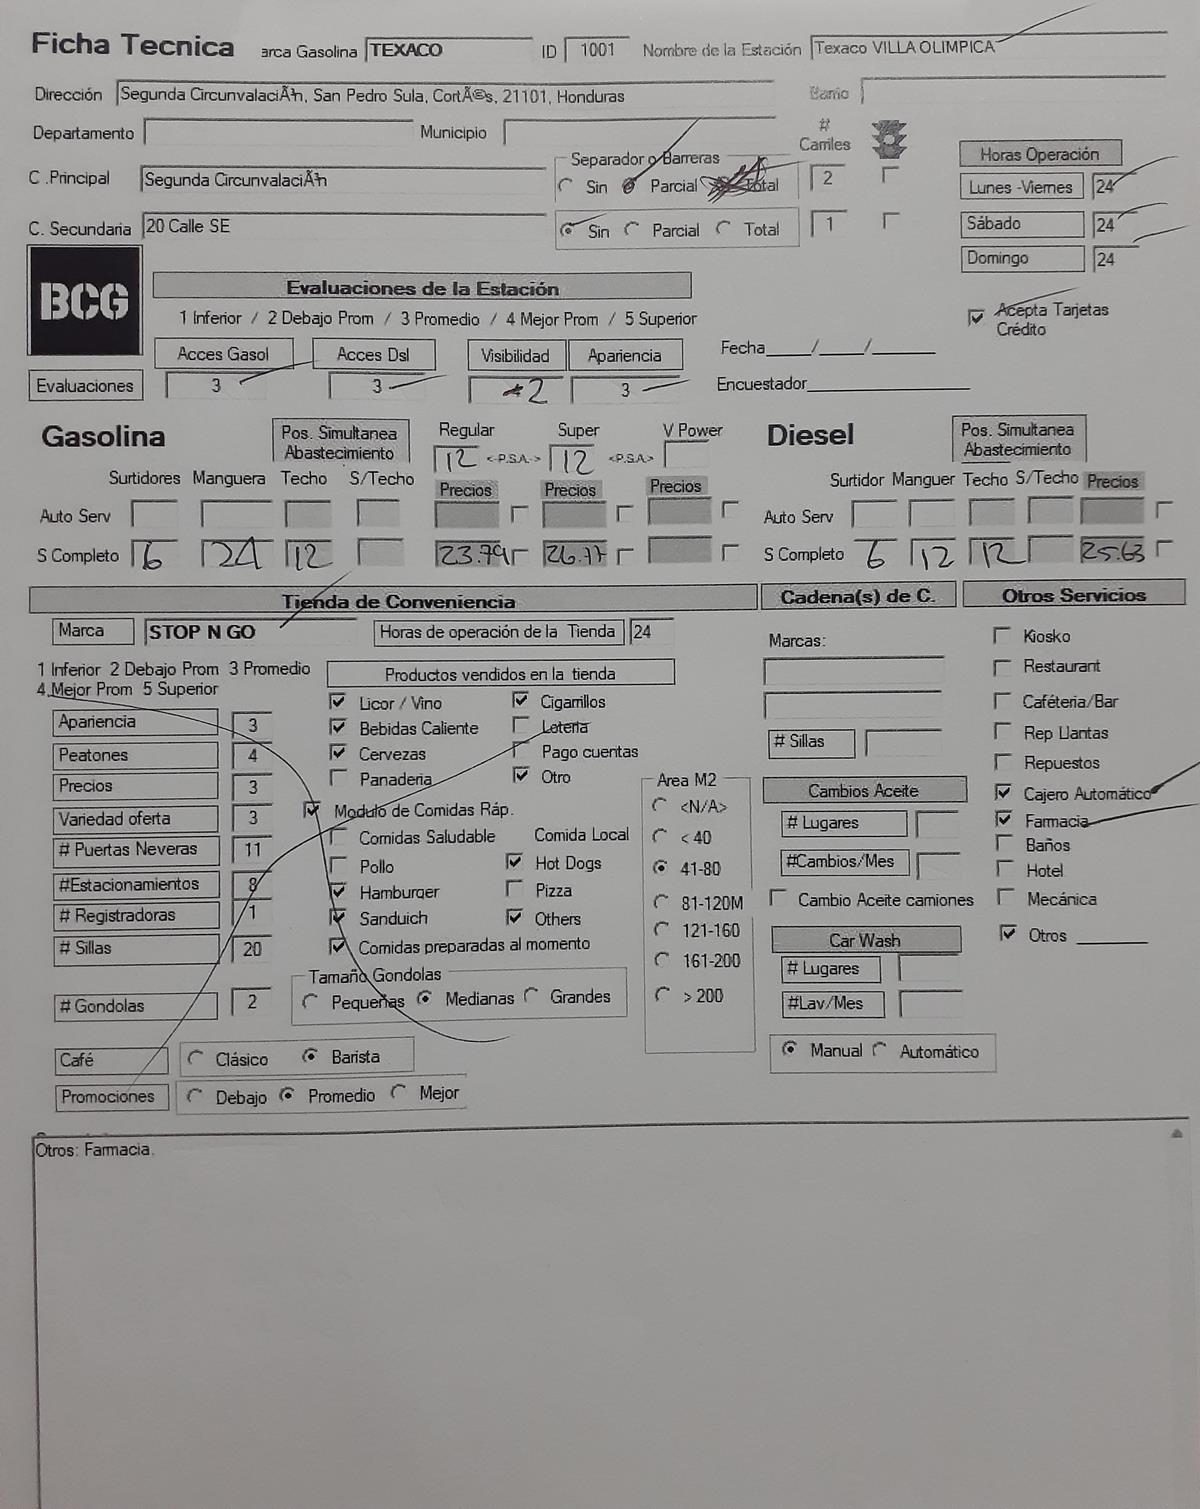 Ficha Tecnica arca Gasolina TEXACO ID 1001 Nombre de la Estación Texaco VILLA OLIMPICA
Dirección Segunda CircunvalaciÃ³n, San Pedro Sula, CortÃ©s, 21101, Honduras Barrio
Departamento Municipio # Carriles
Separador o Barreras Horas Operación
C .Principal Segunda CircunvalaciÃ³n Sin Parcial Total 2 Lunes -Viernes 24
C. Secundaria 20 Calle SE Sin Parcial Total 1 Sábado 24
Domingo 24
BCG
Evaluaciones de la Estación
1 Inferior / 2 Debajo Prom / 3 Promedio / 4 Mejor Prom / 5 Superior
Acepta Tarjetas Crédito
Acces Gasol Acces Dsl Visibilidad Apariencia Fecha___/___/____
Evaluaciones 3 3 2 3 Encuestador
Gasolina Pos. Simultanea Abastecimiento Regular Super V Power Diesel Pos. Simultanea Abastecimiento
12 <-P.S.A.-> 12 <-P.S.A>
Surtidores Manguera Techo S/Techo Precios Precios Precios Surtidor Manguer Techo S/Techo Precios
Auto Serv Auto Serv
S Completo 6 24 12 23.79 26.77 S Completo 6 12 12 25.63
Tienda de Conveniencia Cadena(s) de C. Otros Servicios
Marca STOP N GO Horas de operación de la Tienda 24 Marcas: Kiosko
1 Inferior 2 Debajo Prom 3 Promedio Productos vendidos en la tienda Restaurant
4 Mejor Prom 5 Superior
Apariencia 3 Licor / Vino Cigarrillos Caféteria/Bar
Peatones 4 Bebidas Caliente Loteria # Sillas Rep Llantas
Cervezas Pago cuentas Repuestos
Precios 3 Panaderia Otro Area M2 Cambios Aceite Cajero Automático
Variedad oferta 3 Modulo de Comidas Ráp. <N/A> # Lugares Farmacia
# Puertas Neveras 11 Comidas Saludable Comida Local < 40 Baños
#Estacionamientos 8 Pollo Hot Dogs 41-80 #Cambios/Mes Hotel
# Registradoras 1 Hamburger Pizza 81-120M Cambio Aceite camiones Mecánica
# Sillas 20 Sanduich Others 121-160 Car Wash Otros
Comidas preparadas al momento 161-200 # Lugares
Tamaño Gondolas
# Gondolas 2 Pequeñas Medianas Grandes > 200 #Lav/Mes
Café Clásico Barista Manual Automático
Promociones Debajo Promedio Mejor
Otros: Farmacia.